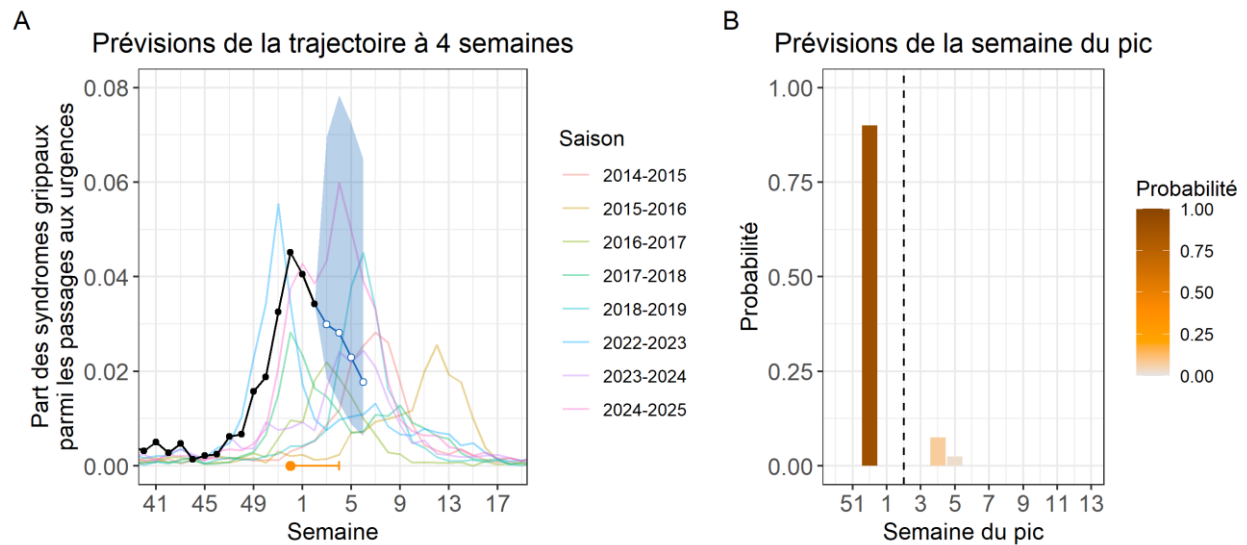 A
Prévisions de la trajectoire à 4 semaines
Part des syndromes grippaux
parmi les passages aux urgences
0.08
0.06
0.04
0.02
0.00
41 45 49 1 5 9 13 17
Semaine
Saison
2014-2015
2015-2016
2016-2017
2017-2018
2018-2019
2022-2023
2023-2024
2024-2025
B
Prévisions de la semaine du pic
Probabilité
1.00
0.75
0.50
0.25
0.00
51 1 3 5 7 9 11 13
Semaine du pic
Probabilité
1.00
0.75
0.50
0.25
0.00